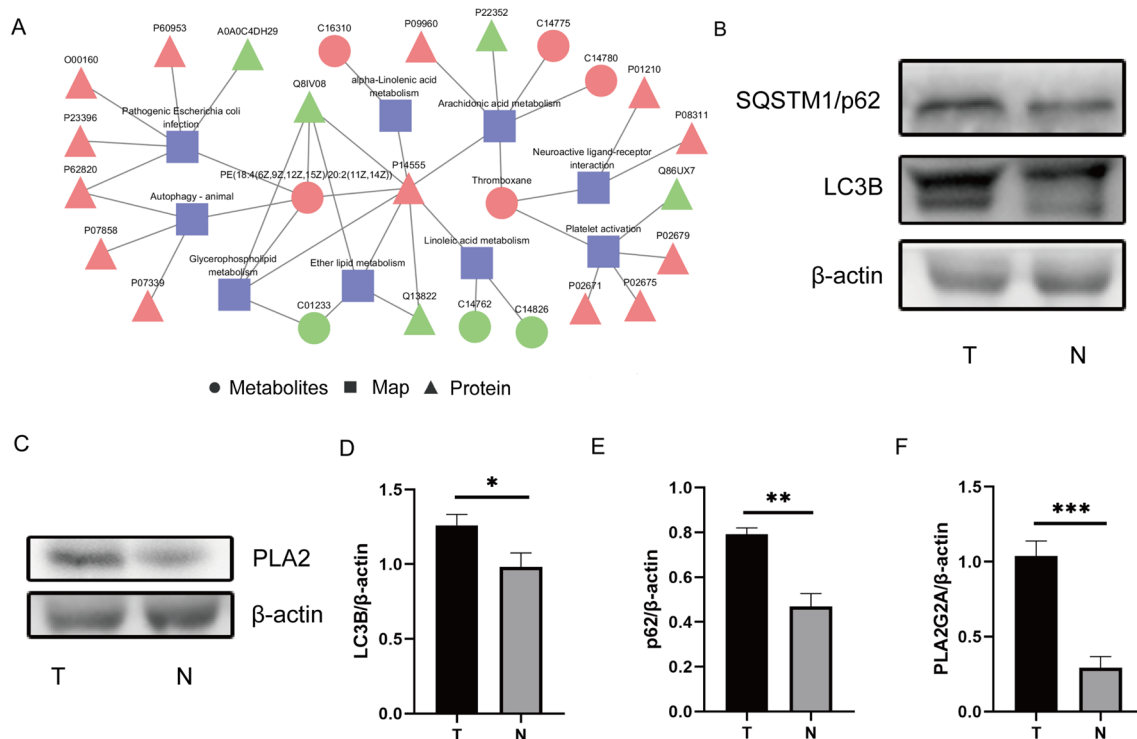 A
P60953
A0A0C4DH29
C16310
P09960
P22352
C14775
O00160
C14780
Q8IV08
alpha-Linolenic acid
metabolism
P01210
Pathogenic Escherichia coli
infection
Arachidonic acid metabolism
P23396
P08311
P62820
PE(18:4(6Z,9Z,12Z,15Z)/20:2(11Z,14Z))
P14555
Neuroactive ligand-receptor
interaction
Thromboxane
Q86UX7
Autophagy - animal
P07858
Platelet activation
P02679
Glycerophospholipid
metabolism
Ether lipid metabolism
Linoleic acid metabolism
P07339
C01233
Q13822
C14762
C14826
P02671
P02675
Metabolites Map Protein
B
SQSTM1/p62
LC3B
β-actin
T N
C
PLA2
β-actin
T N
D
LC3B/β-actin
1.5
1.0
0.5
0.0
*
T N
E
p62/β-actin
1.0
0.8
0.6
0.4
0.2
0.0
**
T N
F
PLA2G2A/β-actin
1.5
1.0
0.5
0.0
***
T N